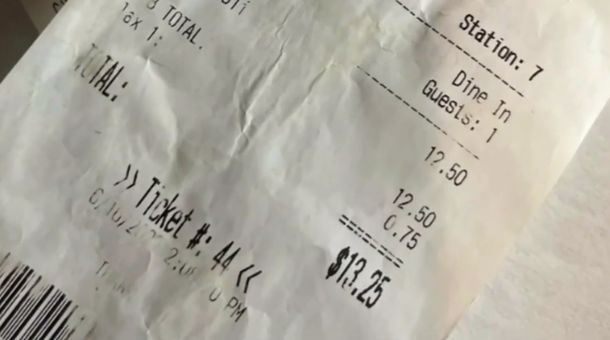 Station: 7
Dine In
Guests: 1
12.50
TOTAL. 12.50
Tax 1: 0.75
TOTAL: $13.25
>> Ticket #: 44 <<
PM